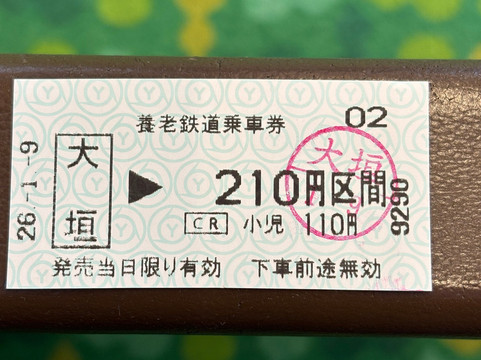 養老鉄道乗車券
02
26.-1.-9
大垣
▶ 210円区間
CR 小児 110円
9290
大垣
発売当日限り有効 下車前途無効